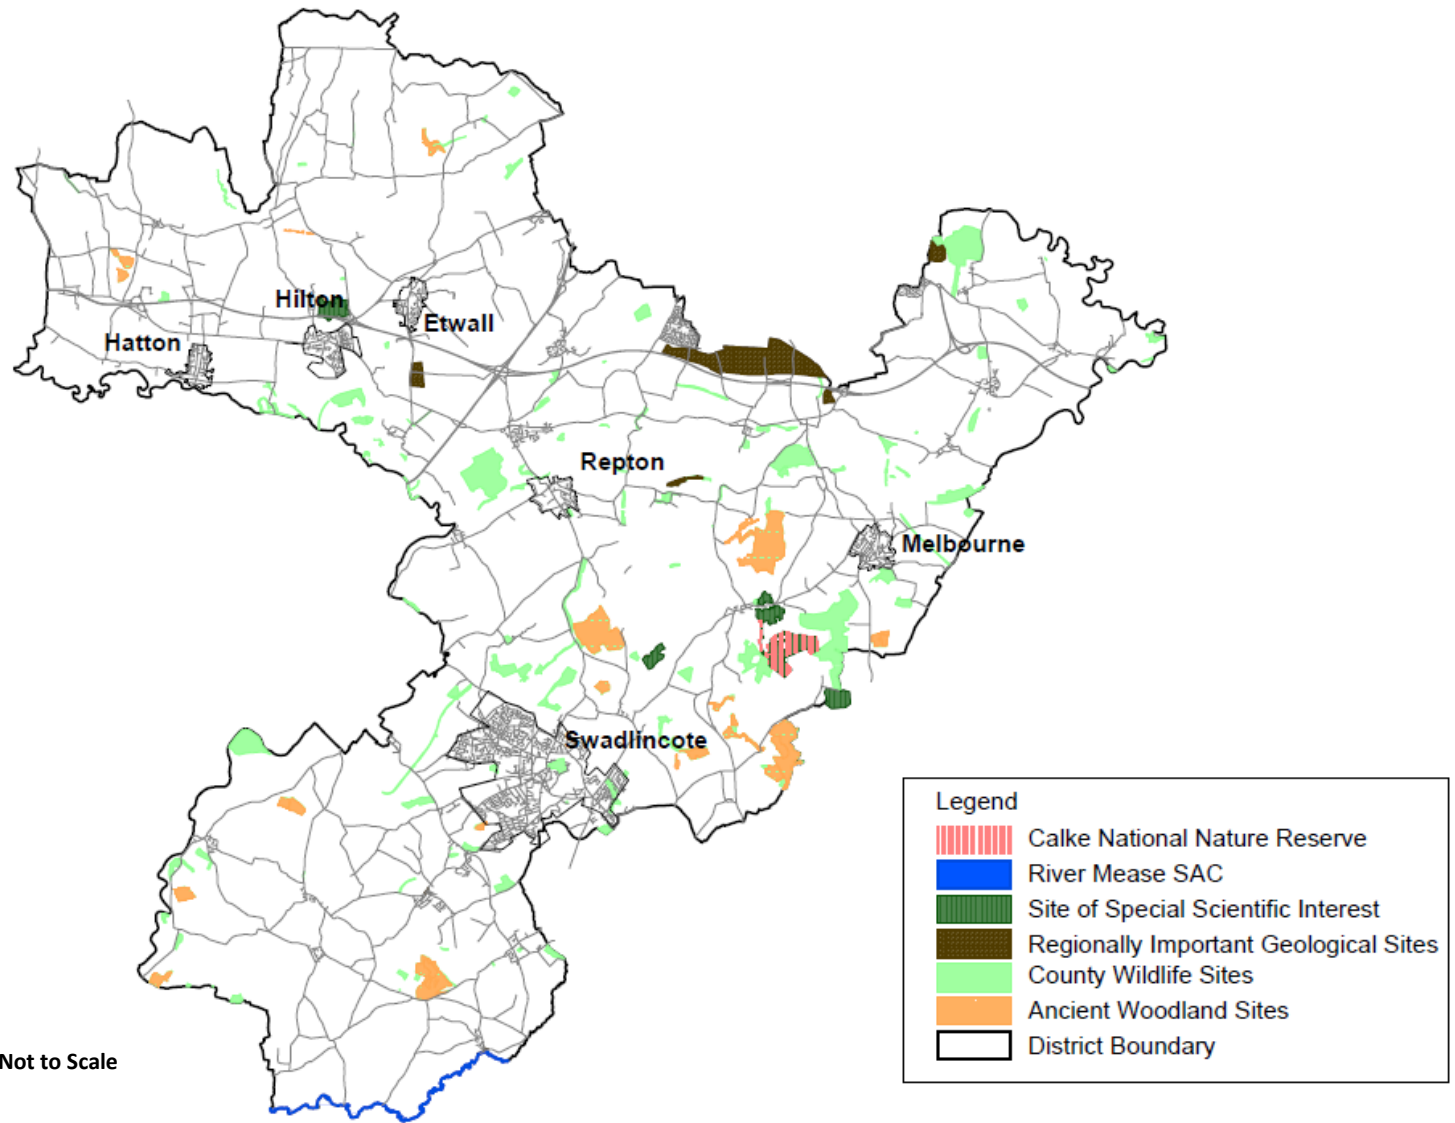 Hilton
Etwall
Hatton
Repton
Melbourne
Swadlincote
Legend
Calke National Nature Reserve
River Mease SAC
Site of Special Scientific Interest
Regionally Important Geological Sites
County Wildlife Sites
Ancient Woodland Sites
District Boundary
Not to Scale